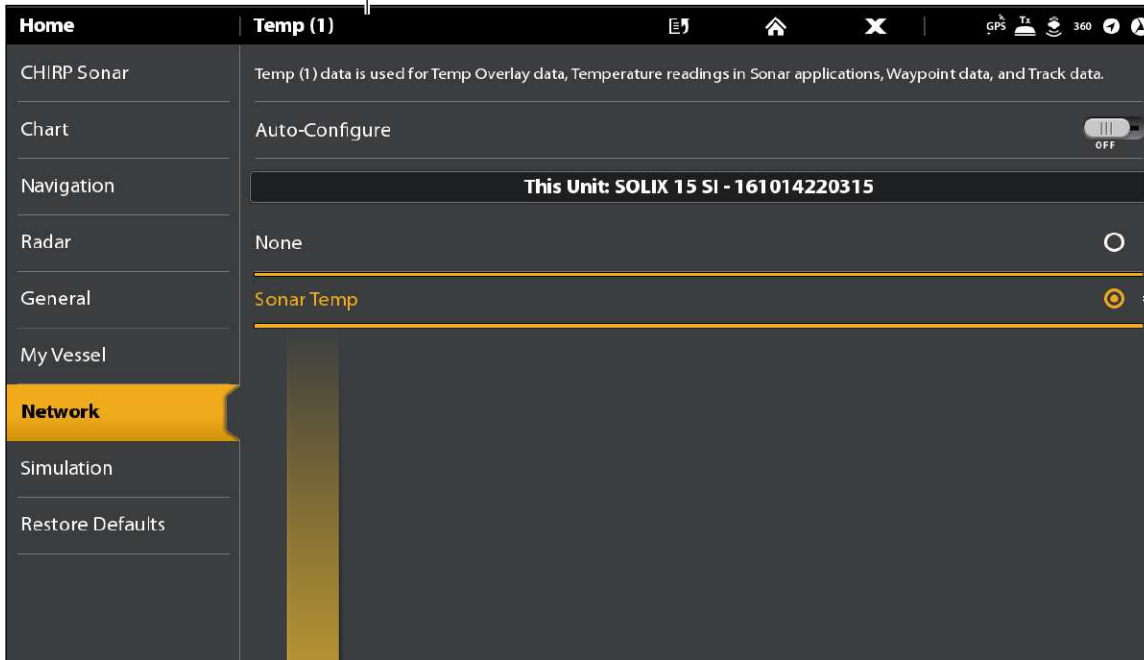 Home
Temp (1)
GPS Tx 360
CHIRP Sonar
Temp (1) data is used for Temp Overlay data, Temperature readings in Sonar applications, Waypoint data, and Track data.
Chart
Auto-Configure
OFF
Navigation
This Unit: SOLIX 15 SI - 161014220315
Radar
None
General
Sonar Temp
My Vessel
Network
Simulation
Restore Defaults